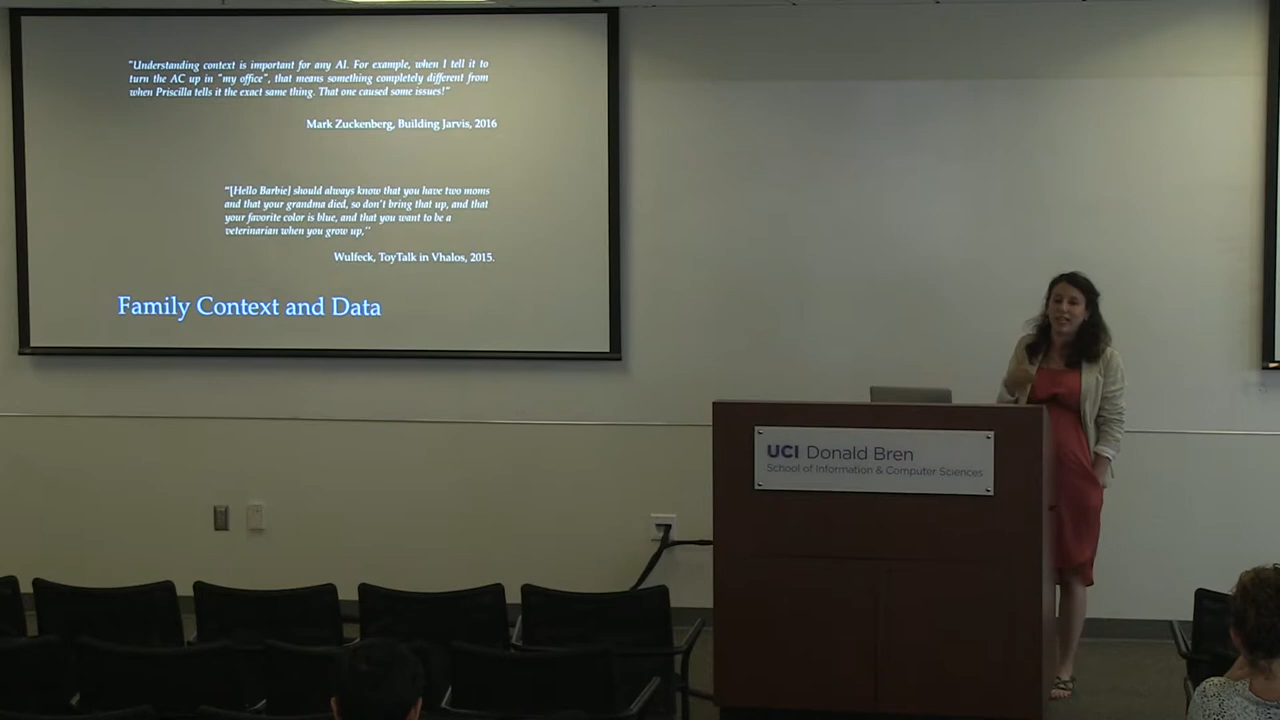 "Understanding context is important for any AI. For example, when I tell it to
turn the AC up in "my office", that means something completely different from
when Priscilla tells it the exact same thing. That one caused some issues!"
Mark Zuckenberg, Building Jarvis, 2016
"[Hello Barbie] should always know that you have two moms
and that your grandma died, so don't bring that up, and that
your favorite color is blue, and that you want to be a
veterinarian when you grow up,"
Wulfeck, ToyTalk in Vhalos, 2015.
Family Context and Data
UCI Donald Bren
School of Information & Computer Sciences